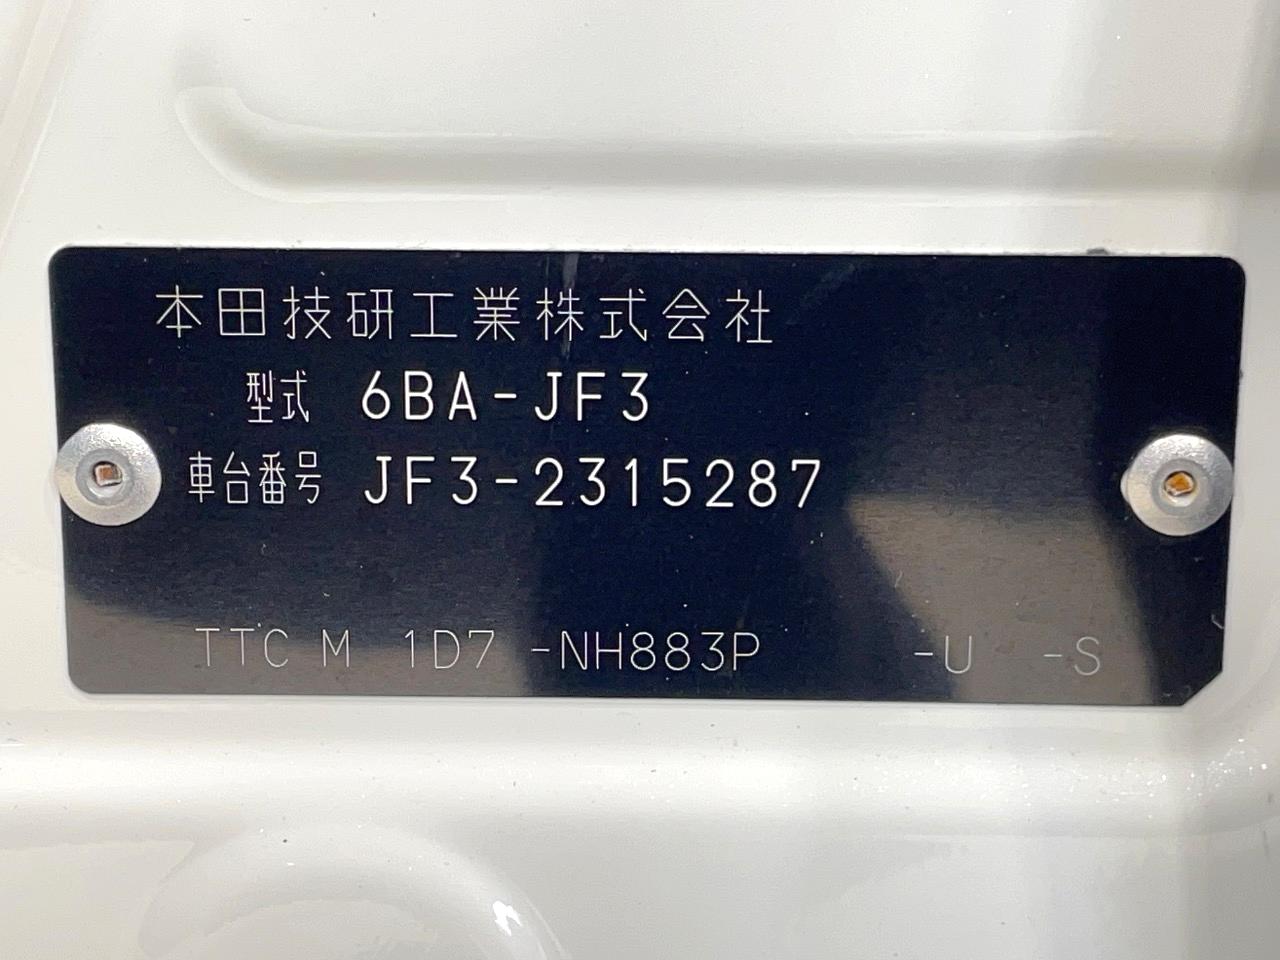 本田技研工業株式会社
型式 6BA-JF3
車台番号 JF3-2315287
TTC M 1D7 -NH883P -U -S